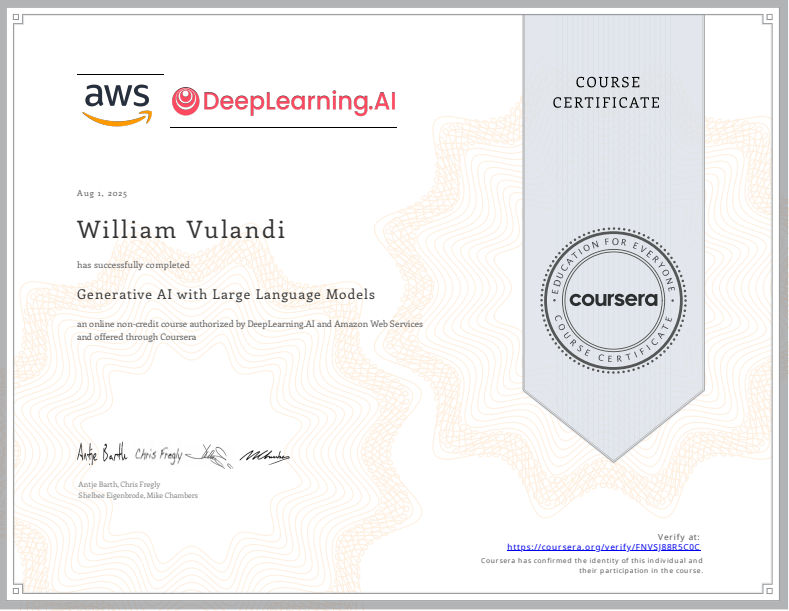 aws
DeepLearning.AI
COURSE
CERTIFICATE
Aug 1, 2025
William Vulandi
has successfully completed
Generative AI with Large Language Models
an online non-credit course authorized by DeepLearning.AI and Amazon Web Services
and offered through Coursera
EDUCATION FOR EVERYONE
coursera
COURSE CERTIFICATE
Antje Barth Chris Fregly
Antje Barth, Chris Fregly
Shelbee Eigenbrode, Mike Chambers
Verify at:
https://coursera.org/verify/FNVSJ88R5C0C
Coursera has confirmed the identity of this individual and
their participation in the course.